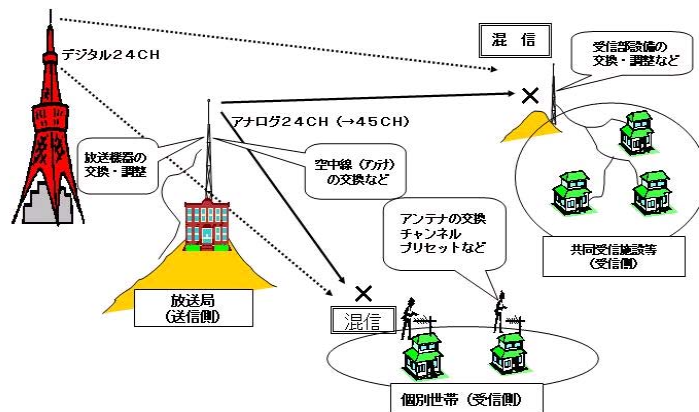 デジタル24CH
混 信
受信部設備の
交換・調整など
アナログ24CH（→45CH）
放送機器の
交換・調整
空中線（アンテナ）
の交換など
アンテナの交換
チャンネル
プリセットなど
共同受信施設等
（受信側）
放送局
（送信側）
混信
個別世帯（受信側）